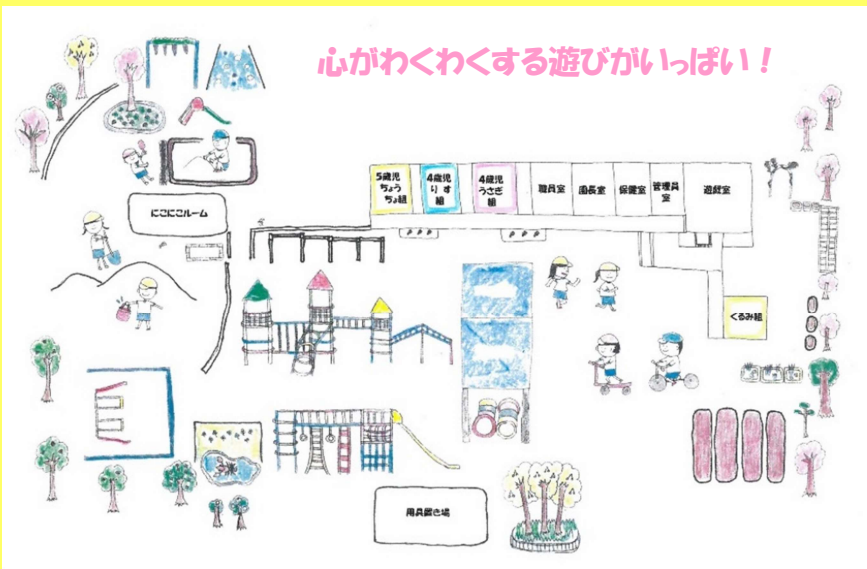 心がわくわくする遊びがいっぱい！
5歳児
ちょう
ちょ組
4歳児
りす
組
4歳児
うさぎ
組
職員室
園長室
保健室
管理員
室
遊戯室
にこにこルーム
くるみ組
用具置き場